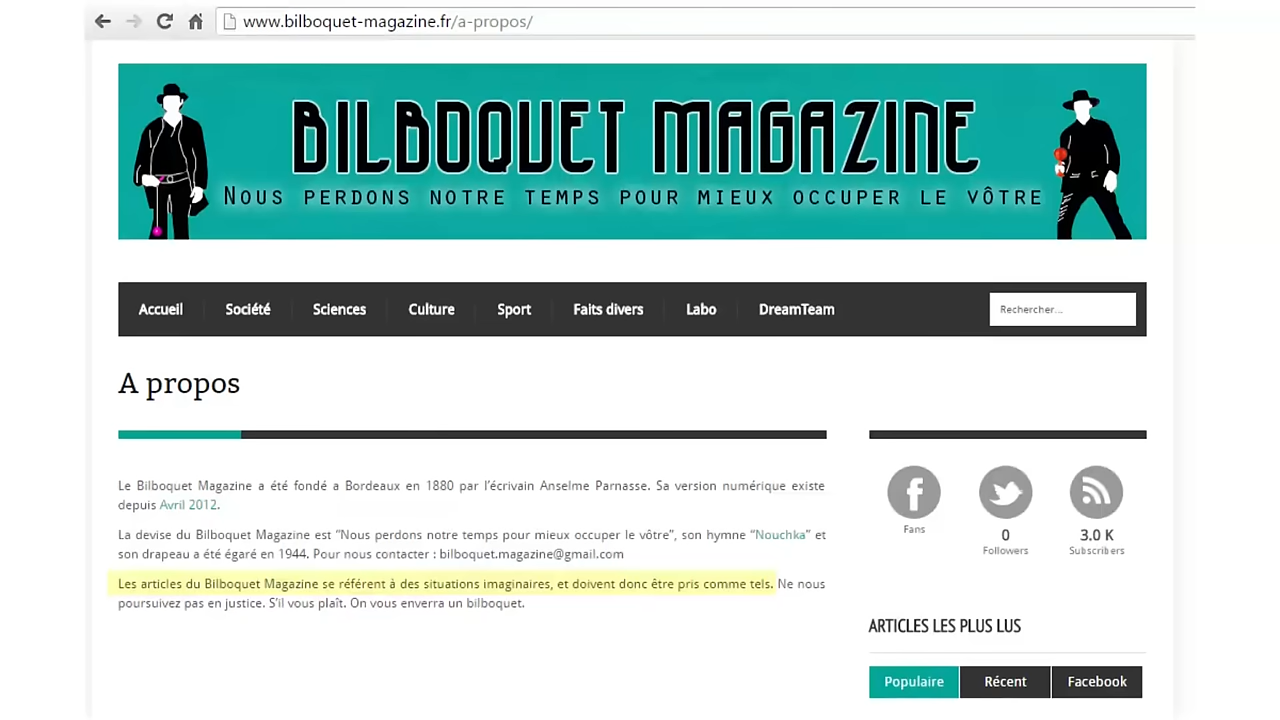 www.bilboquet-magazine.fr/a-propos/
BILBOQUET MAGAZINE
NOUS PERDONS NOTRE TEMPS POUR MIEUX OCCUPER LE VÔTRE
Accueil Société Sciences Culture Sport Faits divers Labo DreamTeam Rechercher...
A propos
Le Bilboquet Magazine a été fondé a Bordeaux en 1880 par l'écrivain Anselme Parnasse. Sa version numérique existe
depuis Avril 2012.
La devise du Bilboquet Magazine est "Nous perdons notre temps pour mieux occuper le vôtre", son hymne "Nouchka" et
son drapeau a été égaré en 1944. Pour nous contacter : bilboquet.magazine@gmail.com
Les articles du Bilboquet Magazine se référent à des situations imaginaires, et doivent donc être pris comme tels. Ne nous
poursuivez pas en justice. S'il vous plaît. On vous enverra un bilboquet.
Fans
0
Followers
3.0 K
Subscribers
ARTICLES LES PLUS LUS
Populaire Récent Facebook